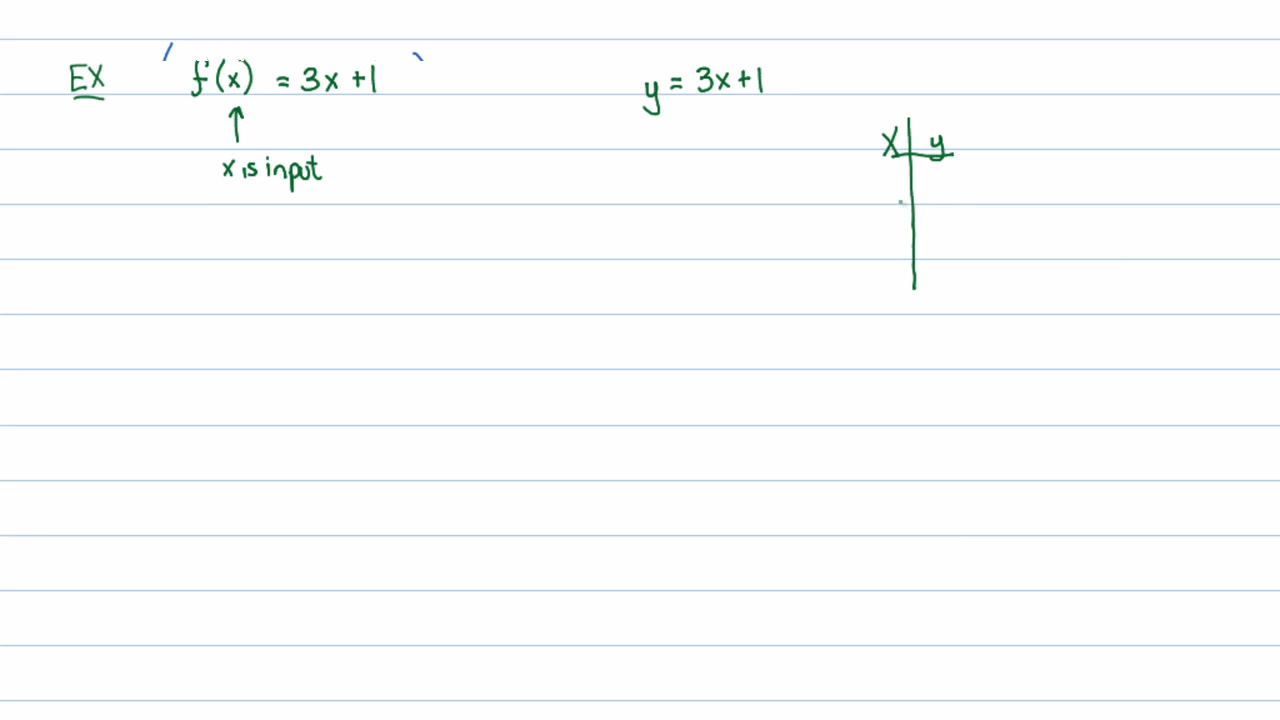 EX f(x) = 3x +1 y = 3x+1
x y
x is input